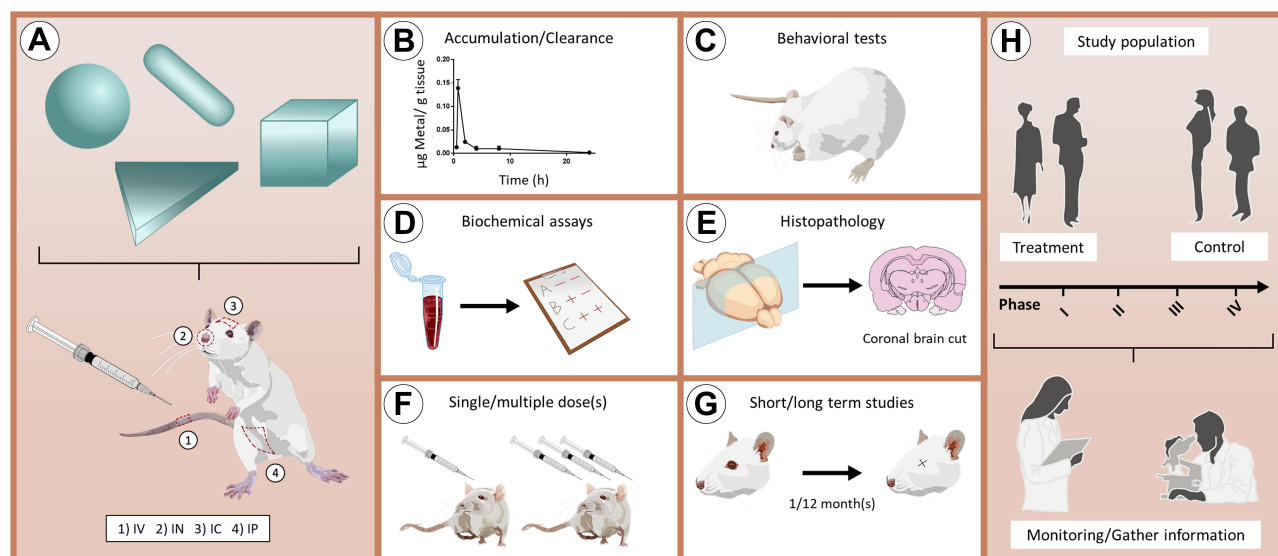 A
3
2
1
4
1) IV 2) IN 3) IC 4) IP
B
Accumulation/Clearance
µg Metal/ g tissue
0.20
0.15
0.10
0.05
0.00
0 10 20
Time (h)
C
Behavioral tests
D
Biochemical assays
A — —
B + —
C + +
E
Histopathology
Coronal brain cut
F
Single/multiple dose(s)
G
Short/long term studies
1/12 month(s)
H
Study population
Treatment
Control
Phase I II III IV
Monitoring/Gather information